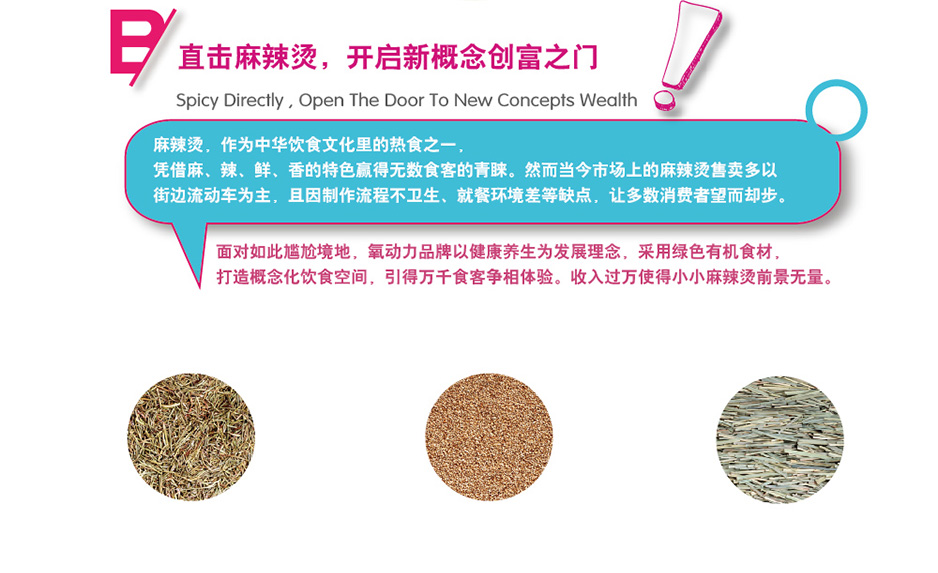 B
直击麻辣烫，开启新概念创富之门
Spicy Directly , Open The Door To New Concepts Wealth
麻辣烫，作为中华饮食文化里的热食之一，
凭借麻、辣、鲜、香的特色赢得无数食客的青睐。然而当今市场上的麻辣烫售卖多以
街边流动车为主，且因制作流程不卫生、就餐环境差等缺点，让多数消费者望而却步。
面对如此尴尬境地，氧动力品牌以健康养生为发展理念，采用绿色有机食材，
打造概念化饮食空间，引得万千食客争相体验。收入过万使得小小麻辣烫前景无量。